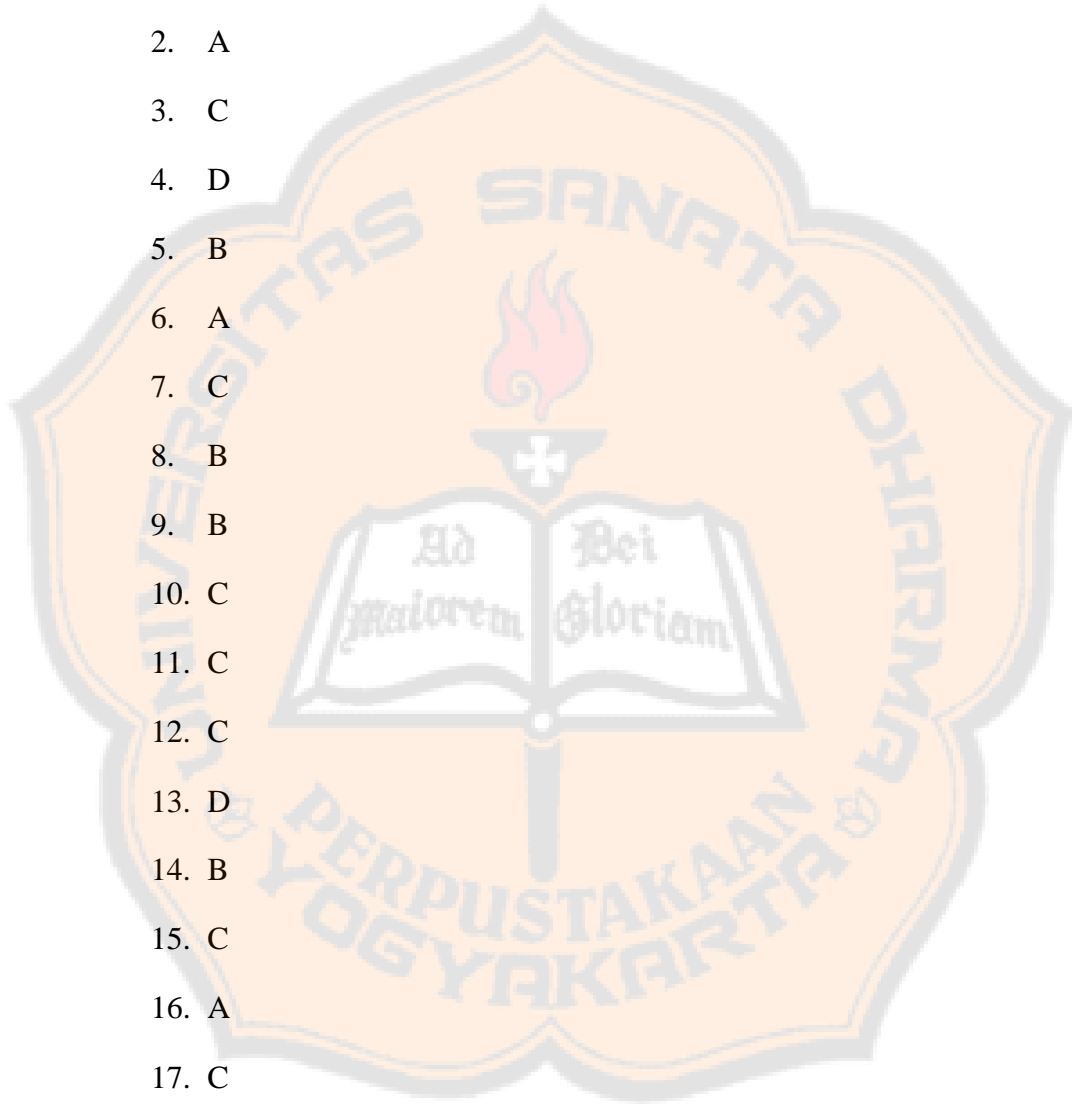 2. A
3. C
4. D
5. B
6. A
7. C
8. B
9. B
10. C
11. C
12. C
13. D
14. B
15. C
16. A
17. C
UNIVERSITAS SANATA DHARMA
Ad Maiorem
Dei Gloriam
PERPUSTAKAAN
YOGYAKARTA